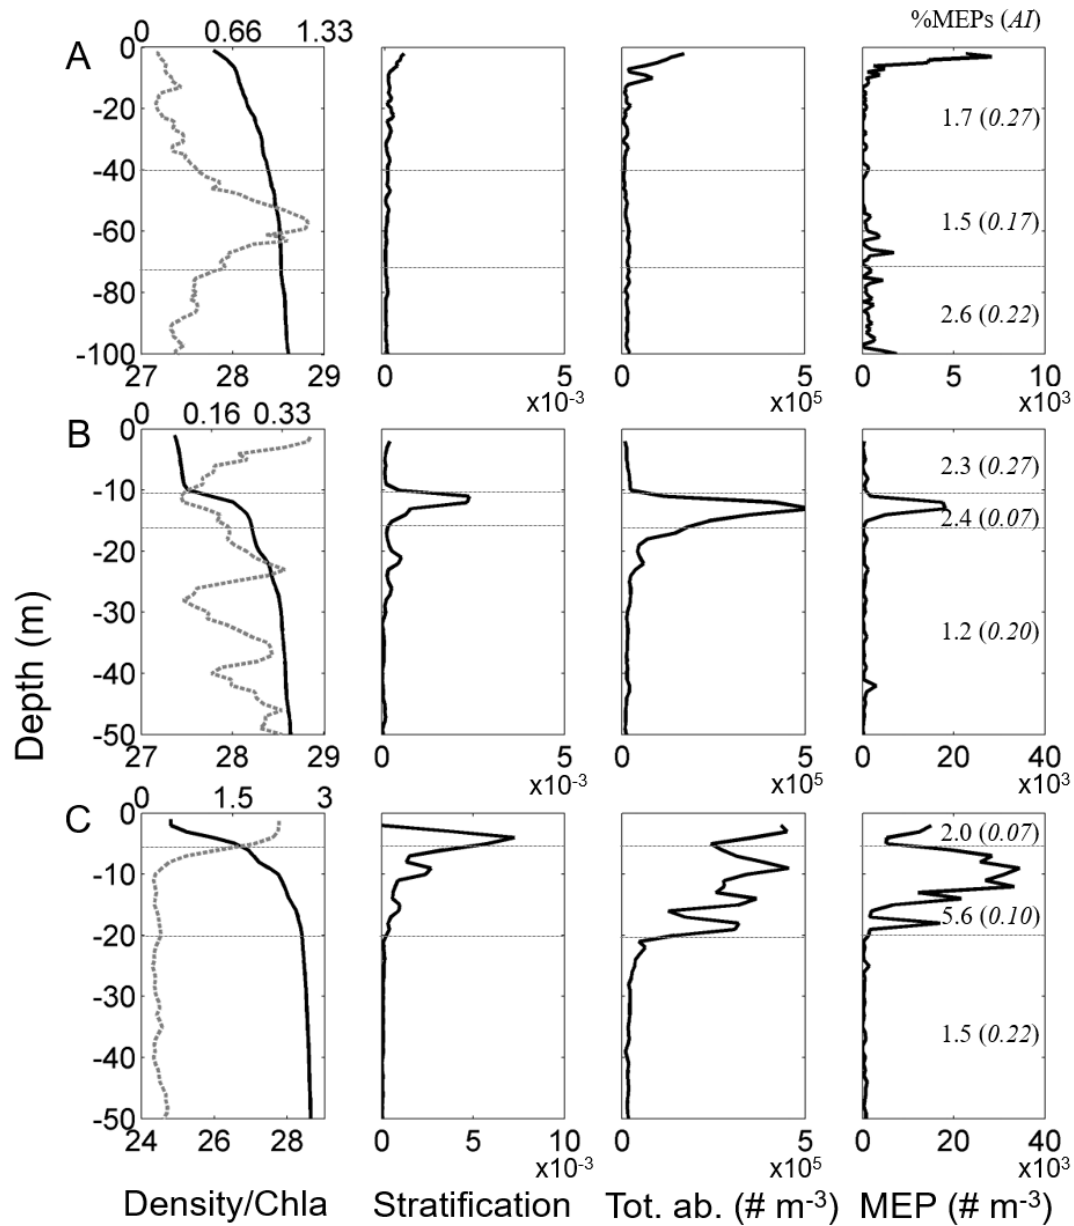 %MEPs (AI)
0 0.66 1.33
A
0
-20
-40
-60
-80
-100
27 28 29
0 5
x10-3
0 5
x10⁵
0 5 10
x10³
1.7 (0.27)
1.5 (0.17)
2.6 (0.22)
0 0.16 0.33
B
0
-10
-20
-30
-40
-50
27 28 29
0 5
x10-3
0 5
x10⁵
0 20 40
x10³
2.3 (0.27)
2.4 (0.07)
1.2 (0.20)
Depth (m)
0 1.5 3
C
0
-10
-20
-30
-40
-50
24 26 28
0 5 10
x10-3
0 5
x10⁵
0 20 40
x10³
2.0 (0.07)
5.6 (0.10)
1.5 (0.22)
Density/Chla
Stratification
Tot. ab. (# m-3)
MEP (# m-3)